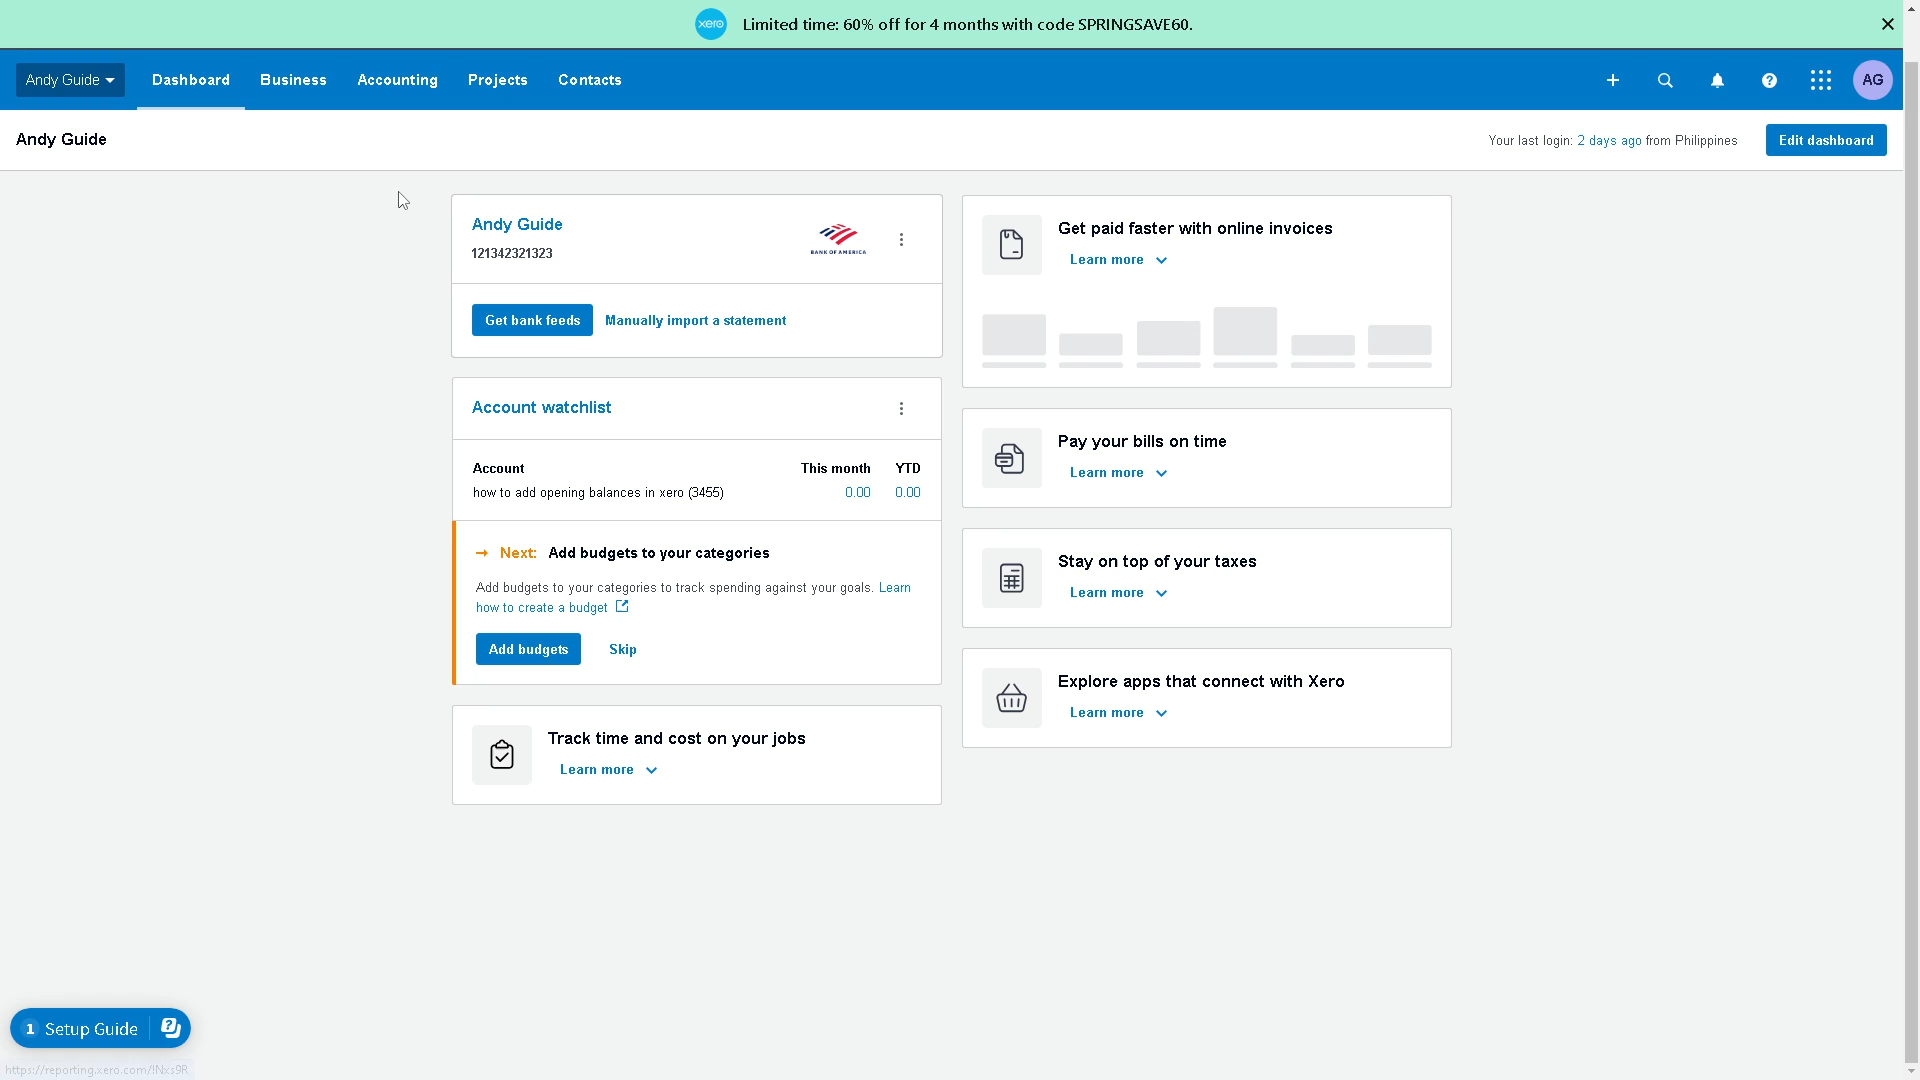 xero Limited time: 60% off for 4 months with code SPRINGSAVE60.
Andy Guide Dashboard Business Accounting Projects Contacts AG
Andy Guide
Your last login: 2 days ago from Philippines Edit dashboard
Andy Guide
121342321323
BANK OF AMERICA
Get bank feeds Manually import a statement
Account watchlist
Account This month YTD
how to add opening balances in xero (3455) 0.00 0.00
Next: Add budgets to your categories
Add budgets to your categories to track spending against your goals. Learn
how to create a budget
Add budgets Skip
Track time and cost on your jobs
Learn more
Get paid faster with online invoices
Learn more
Pay your bills on time
Learn more
Stay on top of your taxes
Learn more
Explore apps that connect with Xero
Learn more
1 Setup Guide
https://reporting.xero.com/!Nxs9R